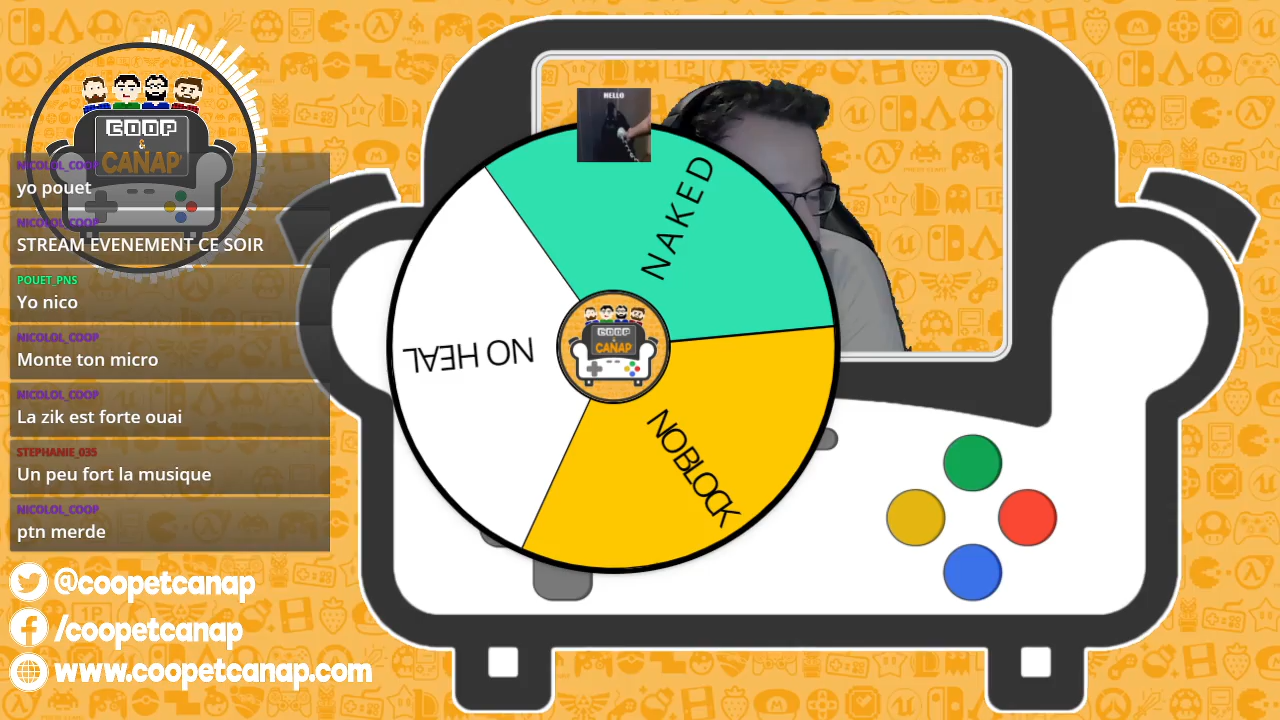 COOP
&
CANAP'
NICOLOL_COOP
yo pouet
NICOLOL_COOP
STREAM EVENEMENT CE SOIR
POUET_PNS
Yo nico
NICOLOL_COOP
Monte ton micro
NICOLOL_COOP
La zik est forte ouai
STEPHANIE_035
Un peu fort la musique
NICOLOL_COOP
ptn merde
@coopetcanap
/coopetcanap
www.coopetcanap.com
HELLO
NAKED
NO HEAL
NO BLOCK
COOP
&
CANAP'